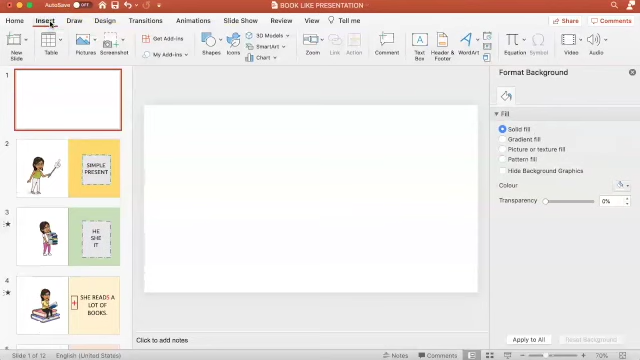 AutoSave OFF
BOOK LIKE PRESENTATION
Home Insert Draw Design Transitions Animations Slide Show Review View Tell me
Share Comments
New Slide Table Pictures Screenshot
Get Add-ins
My Add-ins
Shapes Icons
3D Models
SmartArt
Chart
Zoom Link Action Comment Text Box Header & Footer WordArt Equation Symbol Video Audio
1
2
SIMPLE
PRESENT
3
HE
SHE
IT
4
SHE READS A
LOT OF
BOOKS.
Format Background
Fill
Solid fill
Gradient fill
Picture or texture fill
Pattern fill
Hide Background Graphics
Colour
Transparency 0%
Apply to All Reset Background
Click to add notes
Slide 1 of 12 English (United States) Notes Comments 70%